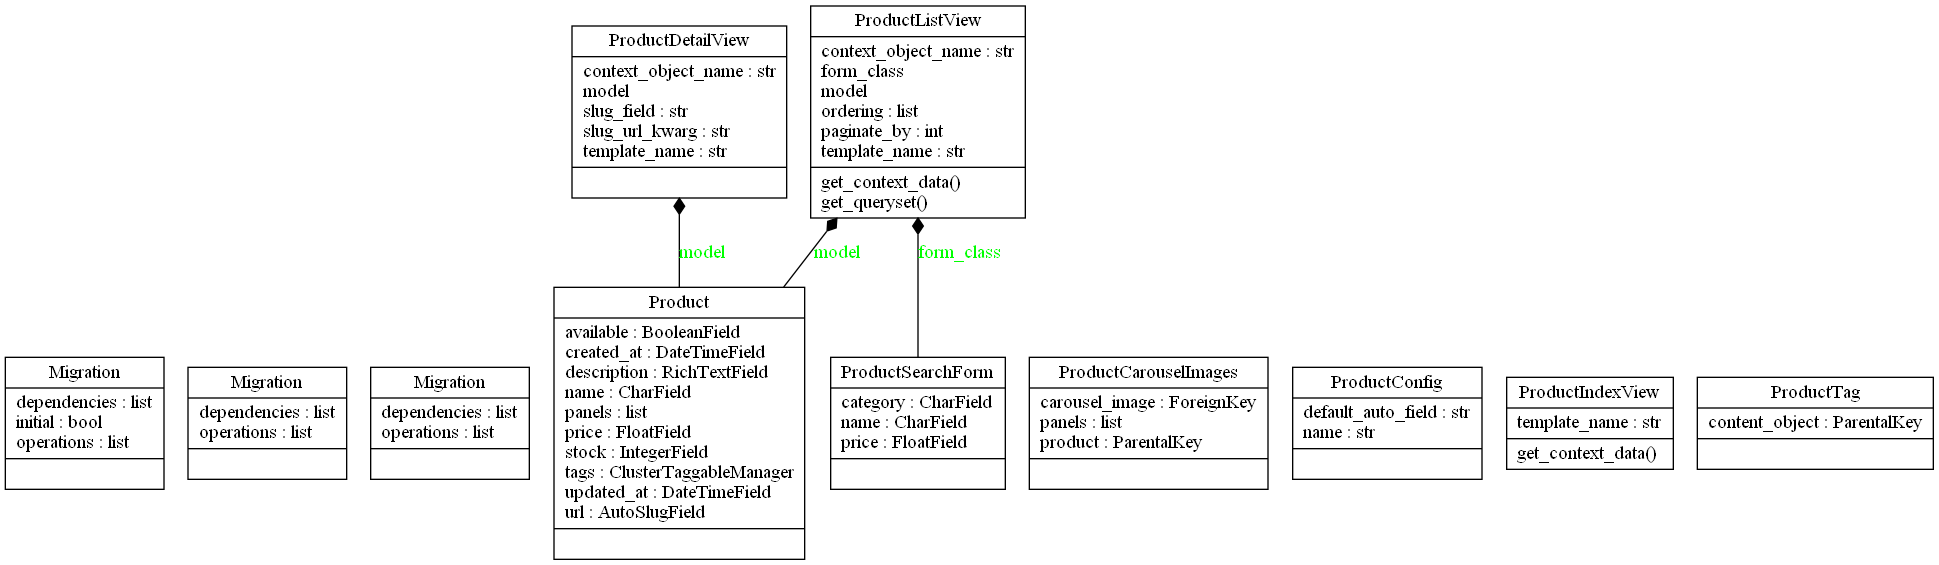 ProductDetailView
context_object_name : str
model
slug_field : str
slug_url_kwarg : str
template_name : str
ProductListView
context_object_name : str
form_class
model
ordering : list
paginate_by : int
template_name : str
get_context_data()
get_queryset()
model
model
form_class
Migration
dependencies : list
initial : bool
operations : list
Migration
dependencies : list
operations : list
Migration
dependencies : list
operations : list
Product
available : BooleanField
created_at : DateTimeField
description : RichTextField
name : CharField
panels : list
price : FloatField
stock : IntegerField
tags : ClusterTaggableManager
updated_at : DateTimeField
url : AutoSlugField
ProductSearchForm
category : CharField
name : CharField
price : FloatField
ProductCarouselImages
carousel_image : ForeignKey
panels : list
product : ParentalKey
ProductConfig
default_auto_field : str
name : str
ProductIndexView
template_name : str
get_context_data()
ProductTag
content_object : ParentalKey